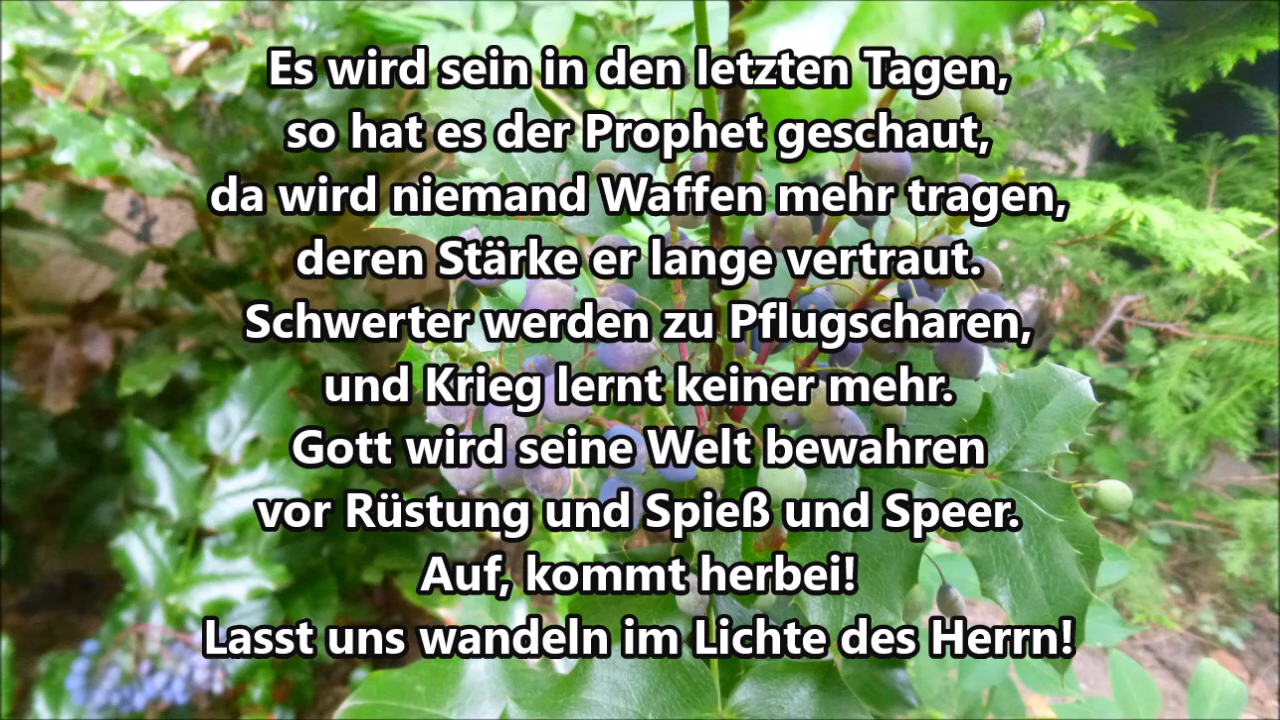 Es wird sein in den letzten Tagen,
so hat es der Prophet geschaut,
da wird niemand Waffen mehr tragen,
deren Stärke er lange vertraut.
Schwerter werden zu Pflugscharen,
und Krieg lernt keiner mehr.
Gott wird seine Welt bewahren
vor Rüstung und Spieß und Speer.
Auf, kommt herbei!
Lasst uns wandeln im Lichte des Herrn!